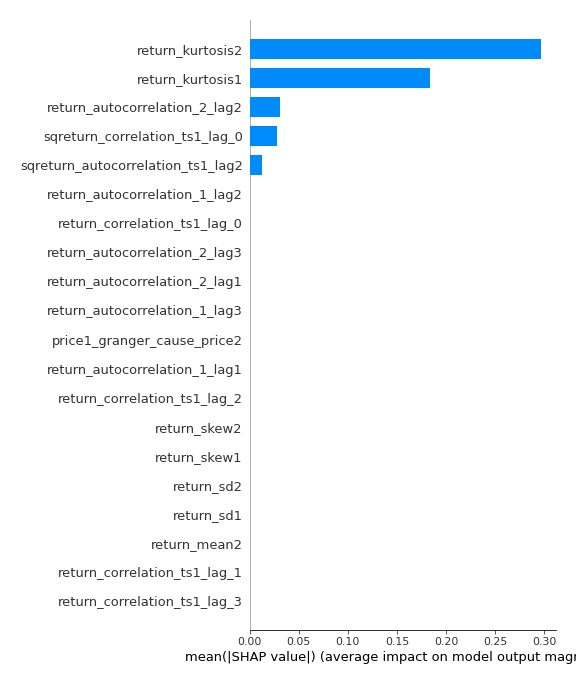 return_kurtosis2
return_kurtosis1
return_autocorrelation_2_lag2
sqreturn_correlation_ts1_lag_0
sqreturn_autocorrelation_ts1_lag2
return_autocorrelation_1_lag2
return_correlation_ts1_lag_0
return_autocorrelation_2_lag3
return_autocorrelation_2_lag1
return_autocorrelation_1_lag3
price1_granger_cause_price2
return_autocorrelation_1_lag1
return_correlation_ts1_lag_2
return_skew2
return_skew1
return_sd2
return_sd1
return_mean2
return_correlation_ts1_lag_1
return_correlation_ts1_lag_3
0.00 0.05 0.10 0.15 0.20 0.25 0.30
mean(|SHAP value|) (average impact on model output magn